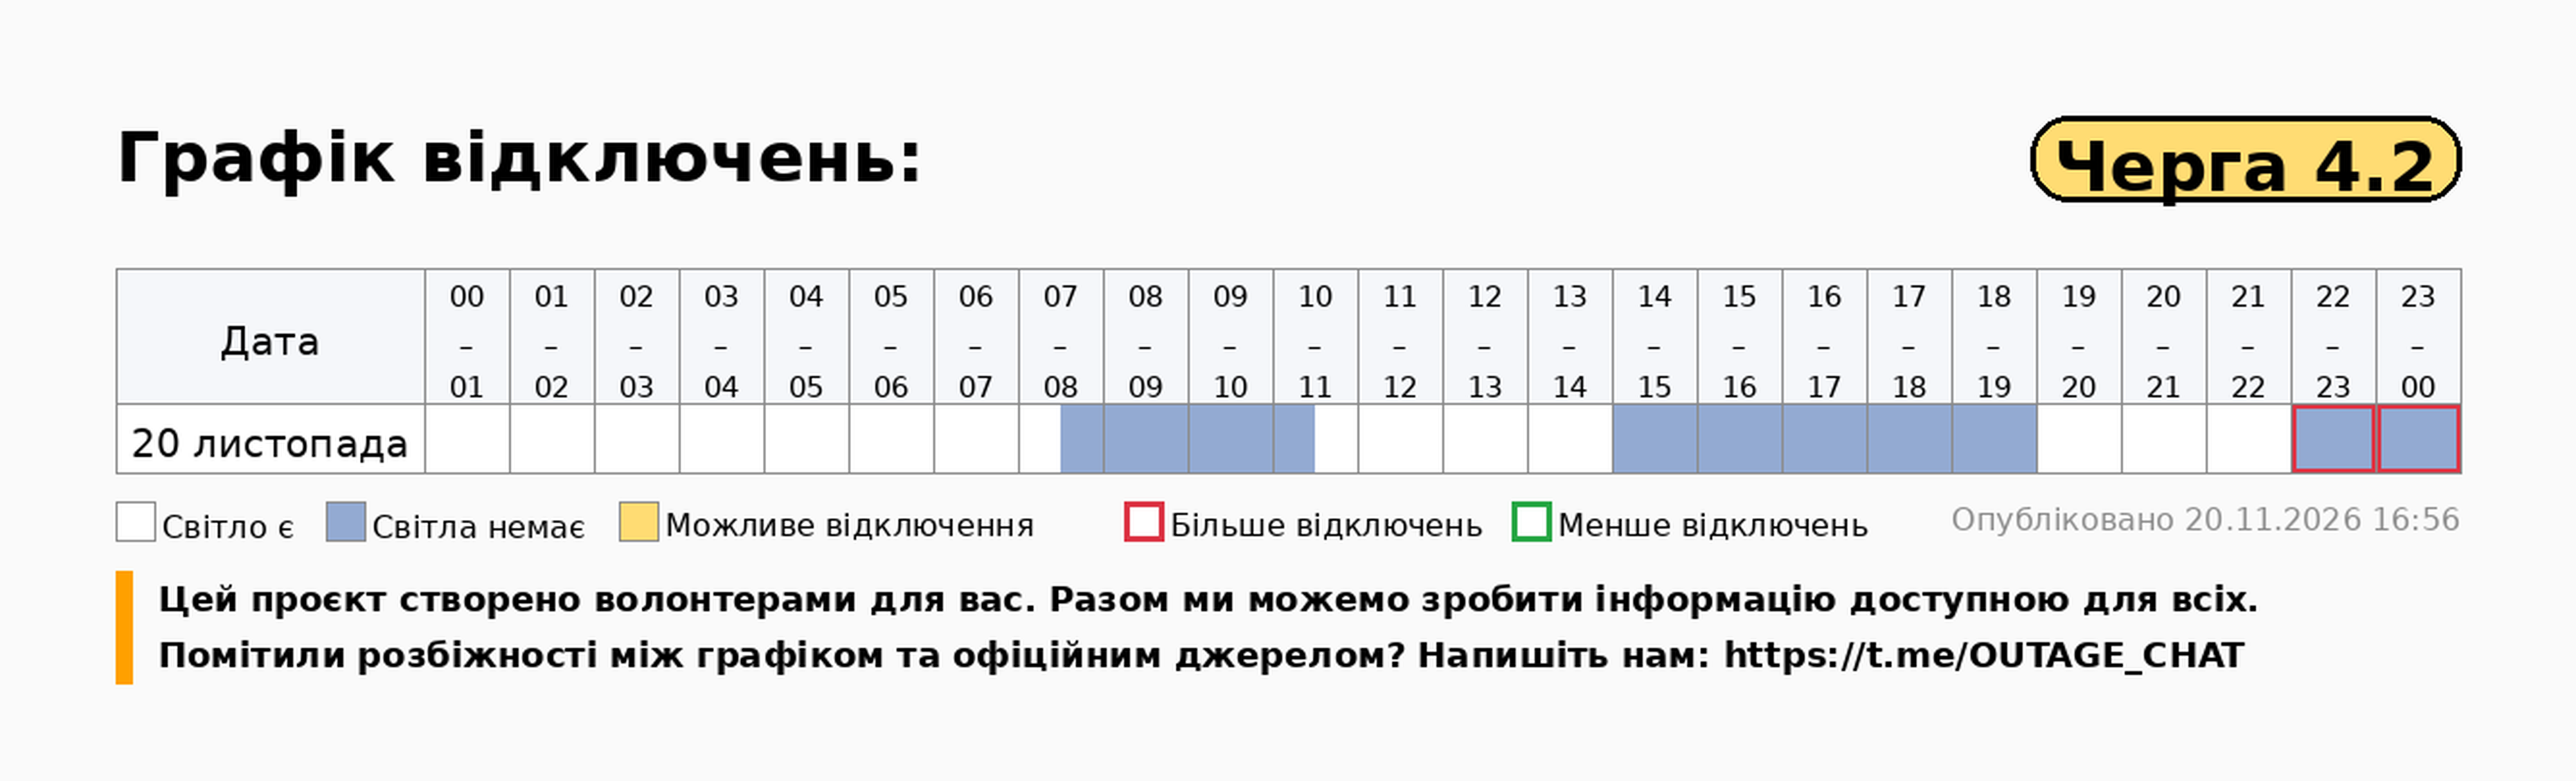 Графік відключень:
Черга 4.2
Дата
00 – 01
01 – 02
02 – 03
03 – 04
04 – 05
05 – 06
06 – 07
07 – 08
08 – 09
09 – 10
10 – 11
11 – 12
12 – 13
13 – 14
14 – 15
15 – 16
16 – 17
17 – 18
18 – 19
19 – 20
20 – 21
21 – 22
22 – 23
23 – 00
20 листопада
Світло є
Світла немає
Можливе відключення
Більше відключень
Менше відключень
Опубліковано 20.11.2026 16:56
Цей проєкт створено волонтерами для вас. Разом ми можемо зробити інформацію доступною для всіх.
Помітили розбіжності між графіком та офіційним джерелом? Напишіть нам: https://t.me/OUTAGE_CHAT